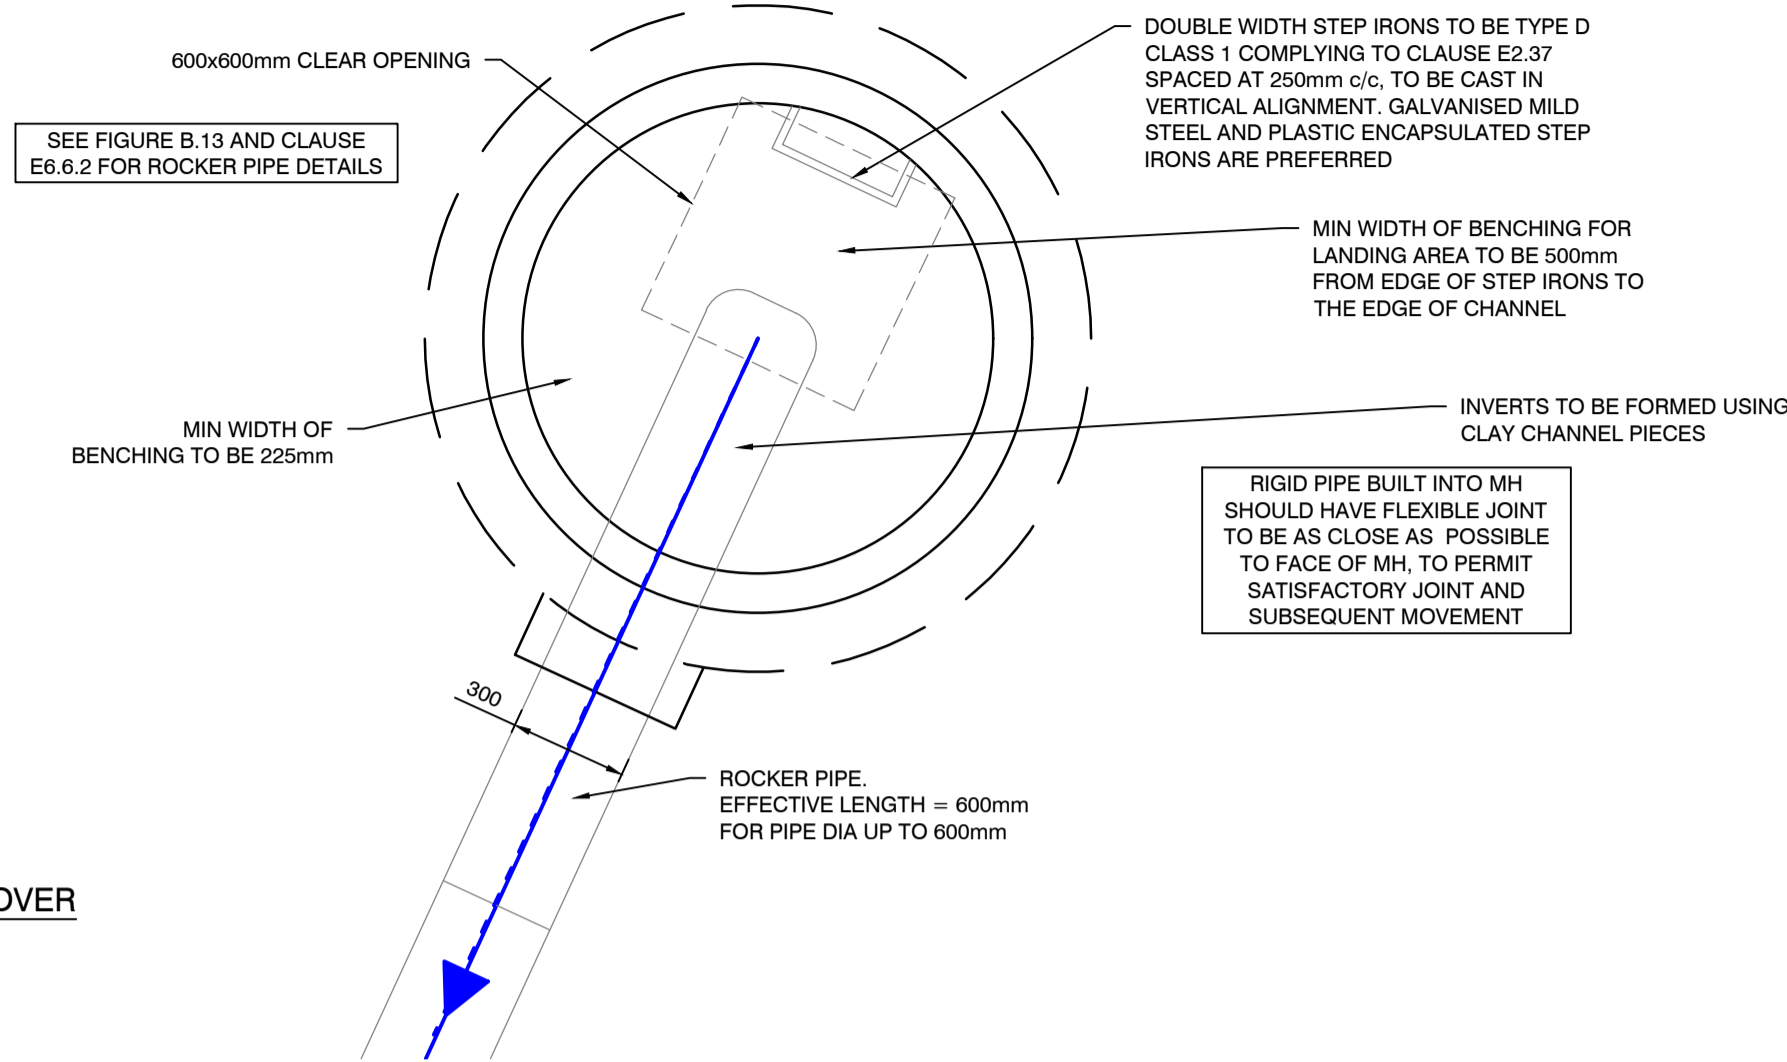 600x600mm CLEAR OPENING
SEE FIGURE B.13 AND CLAUSE
E6.6.2 FOR ROCKER PIPE DETAILS
DOUBLE WIDTH STEP IRONS TO BE TYPE D
CLASS 1 COMPLYING TO CLAUSE E2.37
SPACED AT 250mm c/c, TO BE CAST IN
VERTICAL ALIGNMENT. GALVANISED MILD
STEEL AND PLASTIC ENCAPSULATED STEP
IRONS ARE PREFERRED
MIN WIDTH OF BENCHING FOR
LANDING AREA TO BE 500mm
FROM EDGE OF STEP IRONS TO
THE EDGE OF CHANNEL
MIN WIDTH OF
BENCHING TO BE 225mm
INVERTS TO BE FORMED USING
CLAY CHANNEL PIECES
RIGID PIPE BUILT INTO MH
SHOULD HAVE FLEXIBLE JOINT
TO BE AS CLOSE AS POSSIBLE
TO FACE OF MH, TO PERMIT
SATISFACTORY JOINT AND
SUBSEQUENT MOVEMENT
300
ROCKER PIPE.
EFFECTIVE LENGTH = 600mm
FOR PIPE DIA UP TO 600mm
OVER